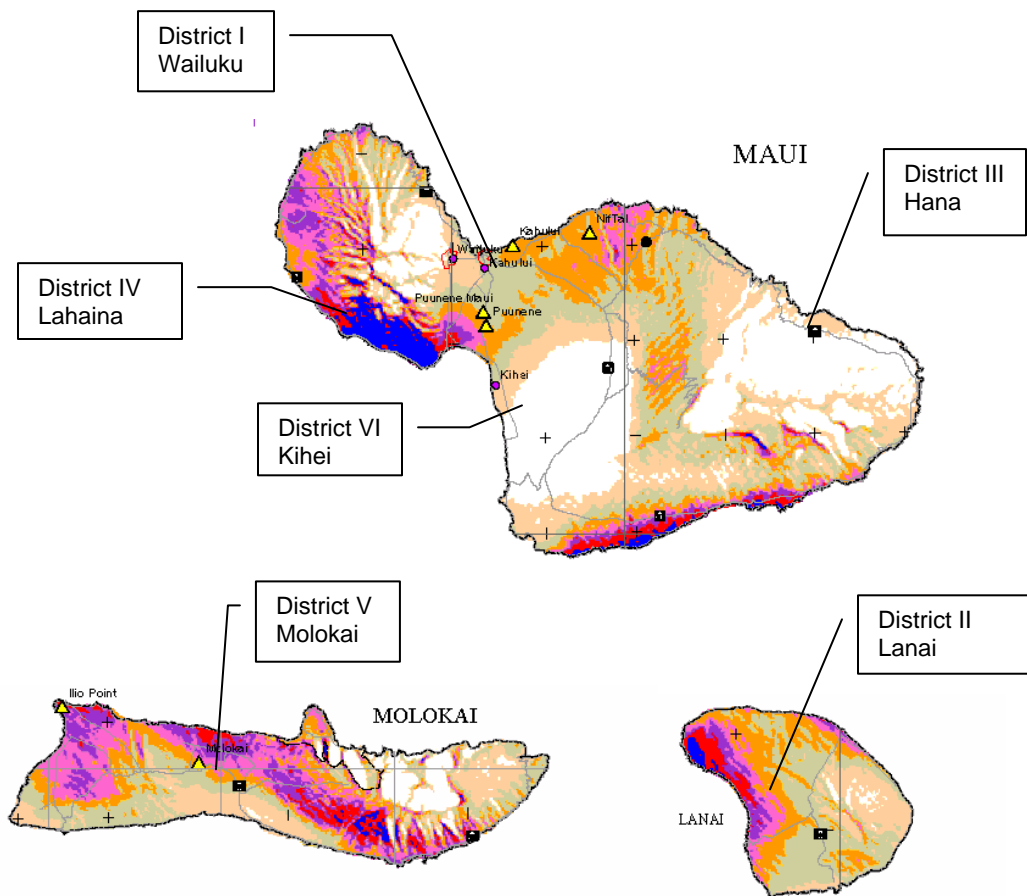 District I
Wailuku
MAUI
District III
Hana
NifTal
Kahului
Wailuku
Kahului
District IV
Lahaina
Puunene Maui
Puunene
Kihei
District VI
Kihei
District V
Molokai
District II
Lanai
Ilio Point
MOLOKAI
Molokai
LANAI